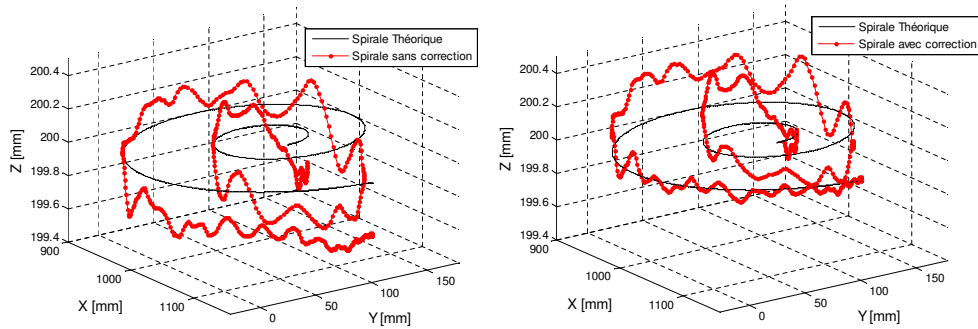 Spirale Théorique
Spirale sans correction
200.4
200.2
200
199.8
199.6
199.4
Z [mm]
900
1000
1100
X [mm]
0
50
100
150
Y [mm]
Spirale Théorique
Spirale avec correction
200.4
200.2
200
199.8
199.6
199.4
Z [mm]
900
1000
1100
X [mm]
0
50
100
150
Y [mm]